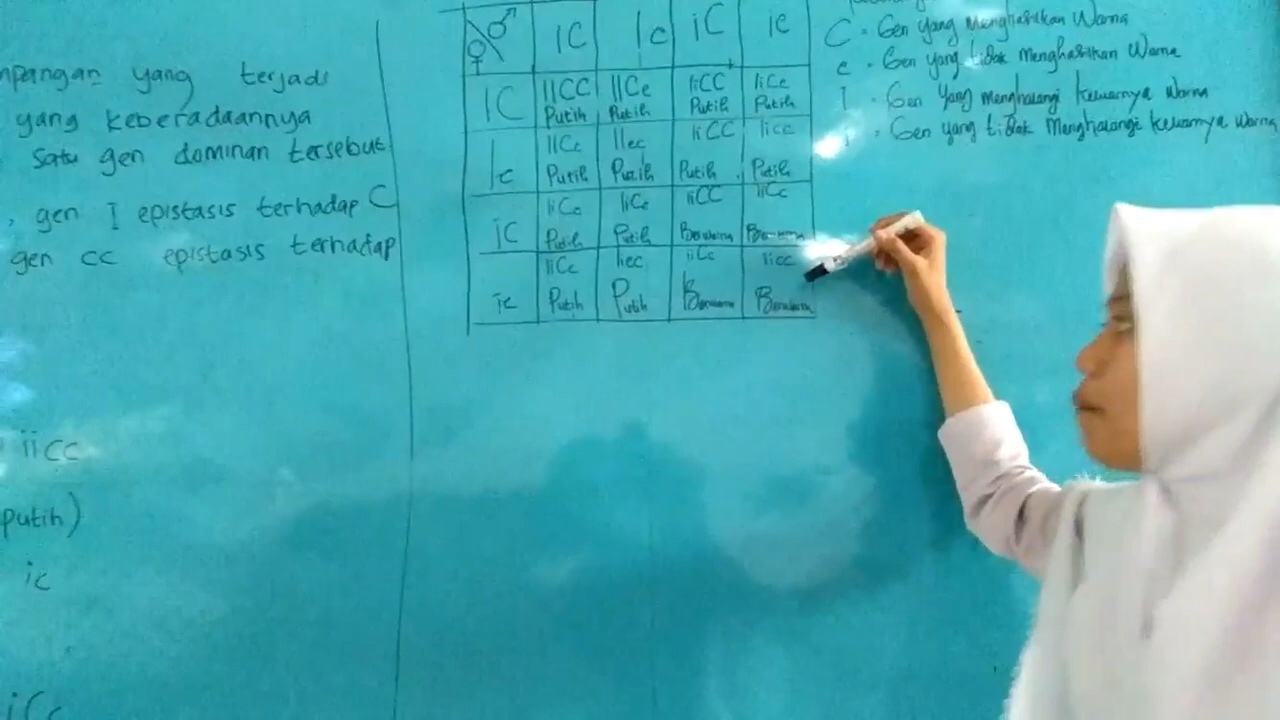 mpangan yang terjadi
yang keberadaannya
satu gen dominan tersebut
, gen I epistasis terhadap C
gen cc epistasis terhadap
iicc
putih)
ic
iCc
♀ ♂ IC Ic iC ic
IC IICC IICc IiCC IiCc
Putih Putih Putih Putih
Ic IICc IIcc IiCC Iicc
Putih Putih Putih Putih
iC IiCc IiCc IiCC IiCc
Putih Putih Berwarna Berwarna
IiCc Iicc iiCc Iicc
ic Putih Putih Berwarna Berwarna
C = Gen yang menghasilkan Warna
c = Gen yang tidak menghasilkan Warna
I = Gen Yang menghalangi keluarnya Warna
i = Gen yang tidak Menghalangi keluarnya Warna